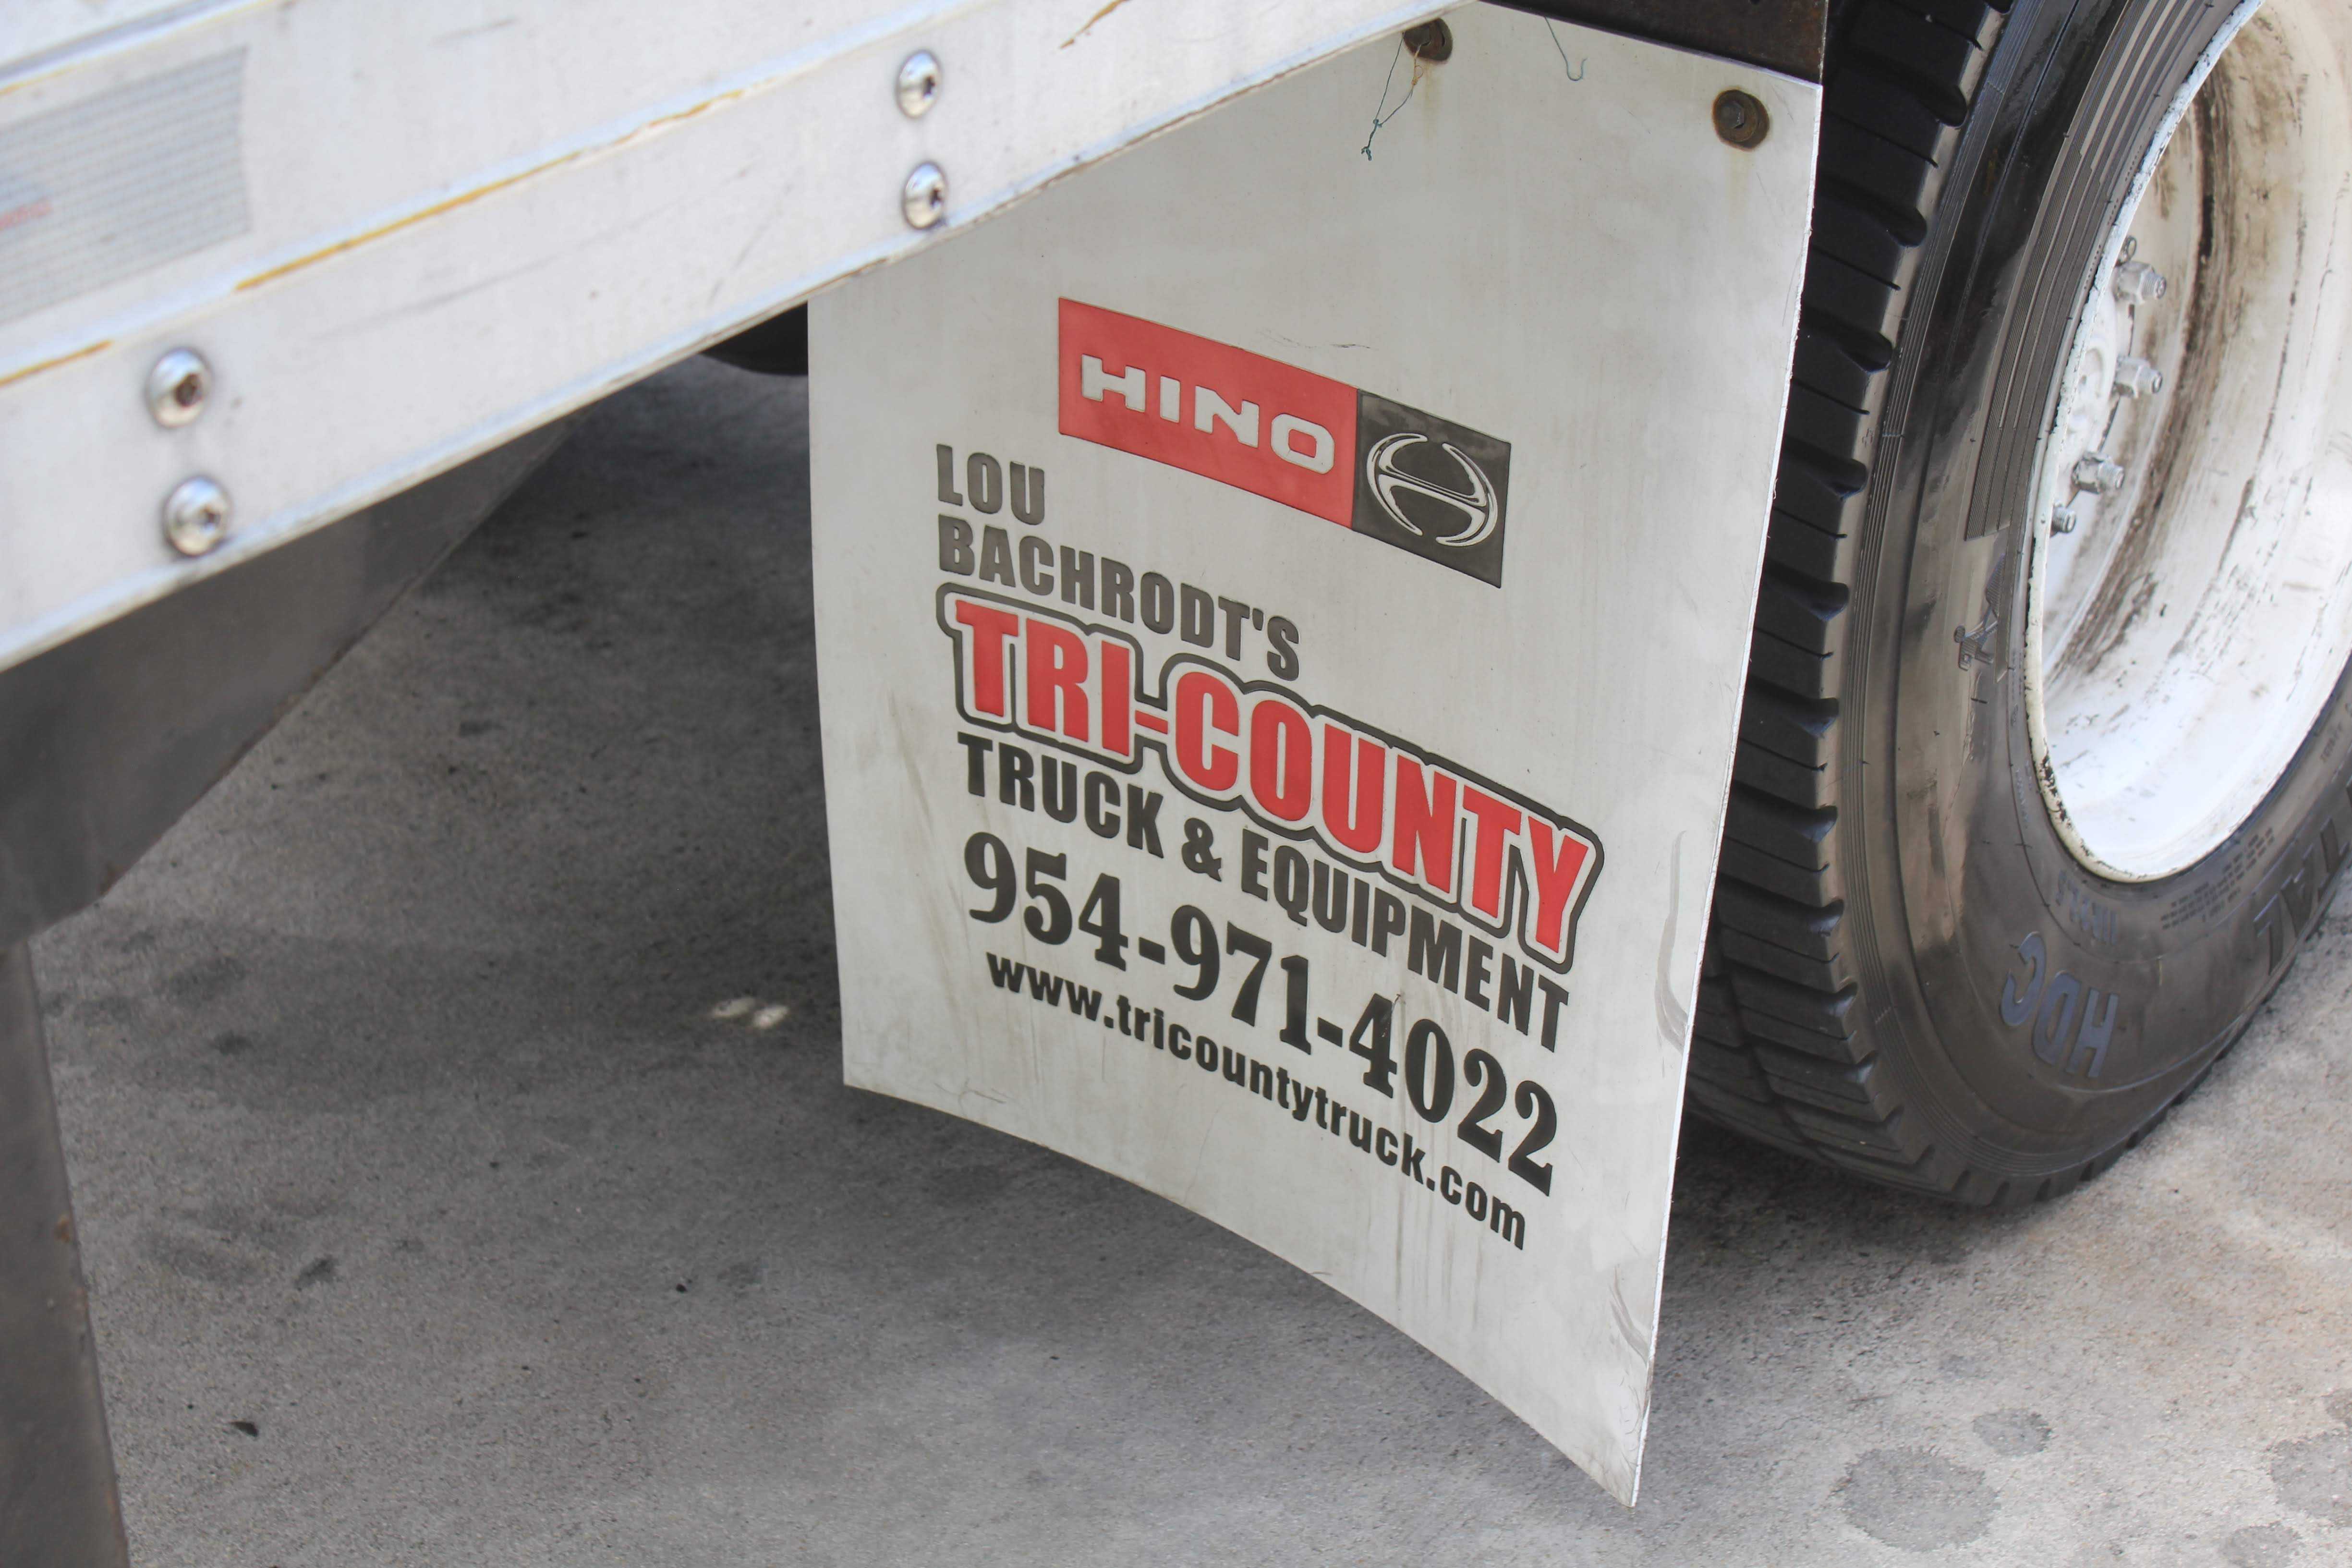 HINO
LOU
BACHRODT'S
TRI-COUNTY
TRUCK & EQUIPMENT
954-971-4022
www.tricountytruck.com
HDC